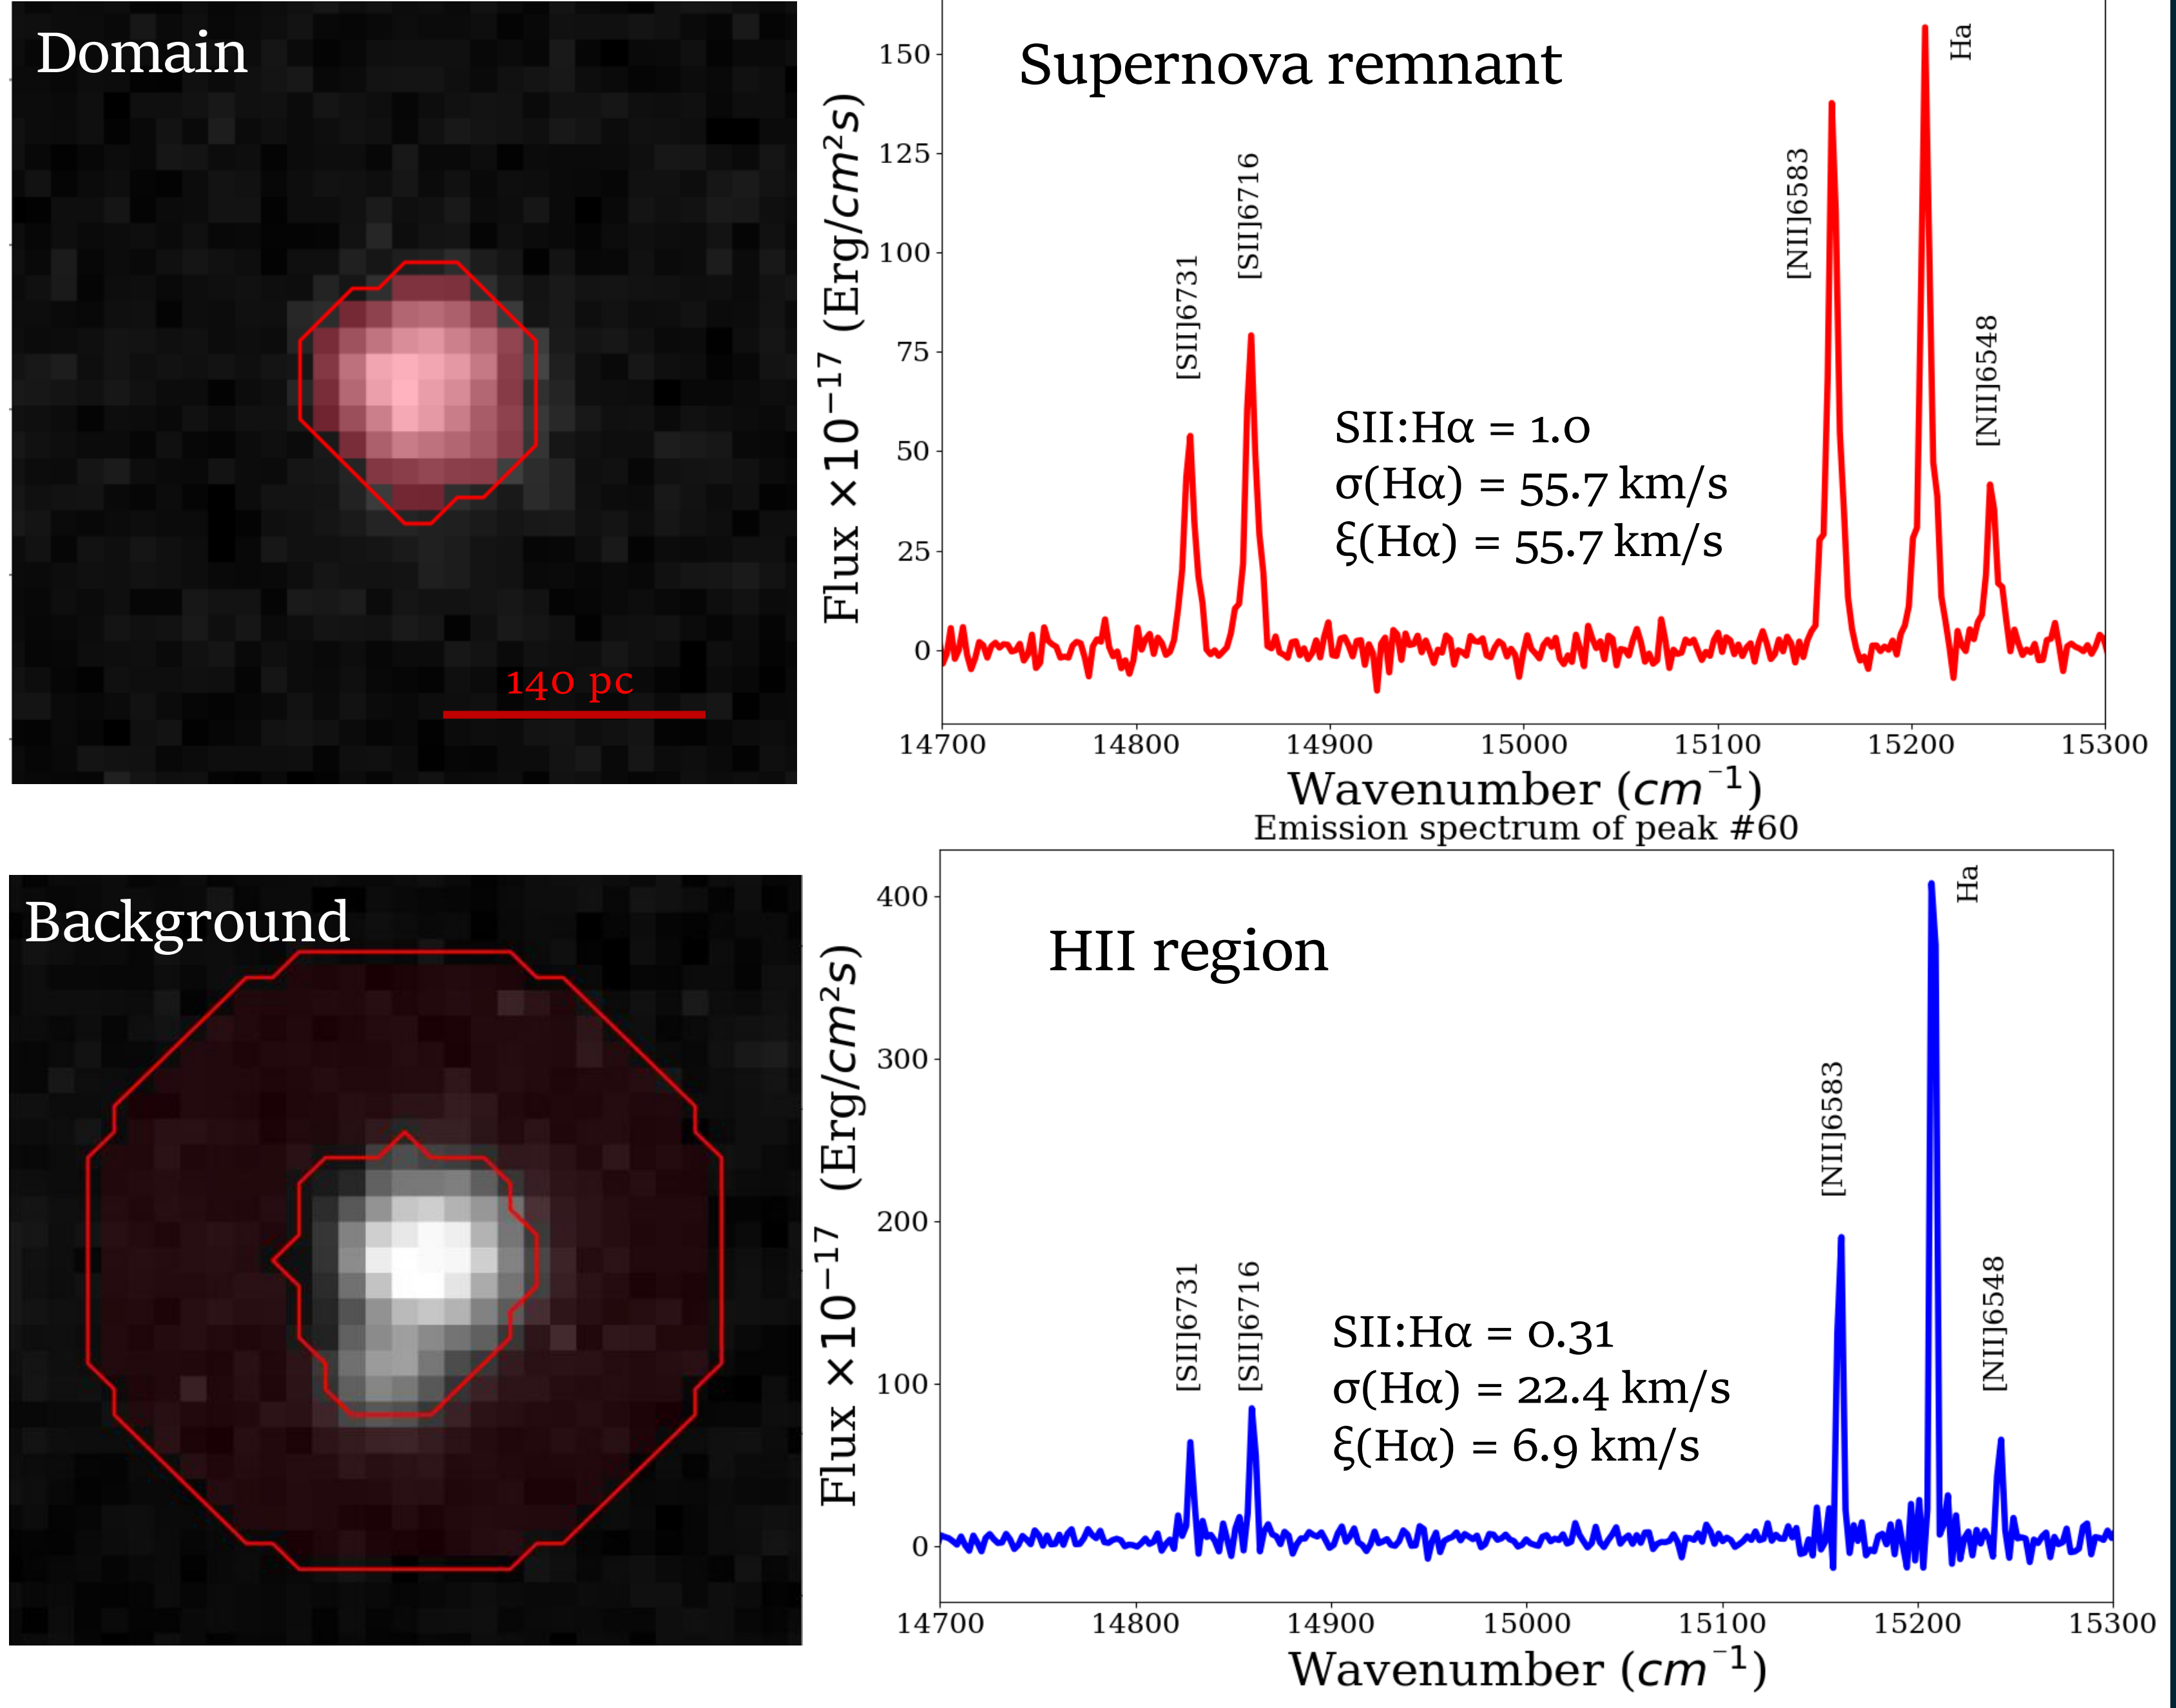 Domain
140 pc
Supernova remnant
Flux ×10⁻¹⁷ (Erg/cm²s)
150
125
100
75
50
25
0
[SII]6731
[SII]6716
[NII]6583
Ha
[NII]6548
SII:Hα = 1.0
σ(Hα) = 55.7 km/s
ξ(Hα) = 55.7 km/s
14700 14800 14900 15000 15100 15200 15300
Wavenumber (cm⁻¹)
Emission spectrum of peak #60
Background
HII region
Flux ×10⁻¹⁷ (Erg/cm²s)
400
300
200
100
0
[SII]6731
[SII]6716
[NII]6583
Ha
[NII]6548
SII:Hα = 0.31
σ(Hα) = 22.4 km/s
ξ(Hα) = 6.9 km/s
14700 14800 14900 15000 15100 15200 15300
Wavenumber (cm⁻¹)